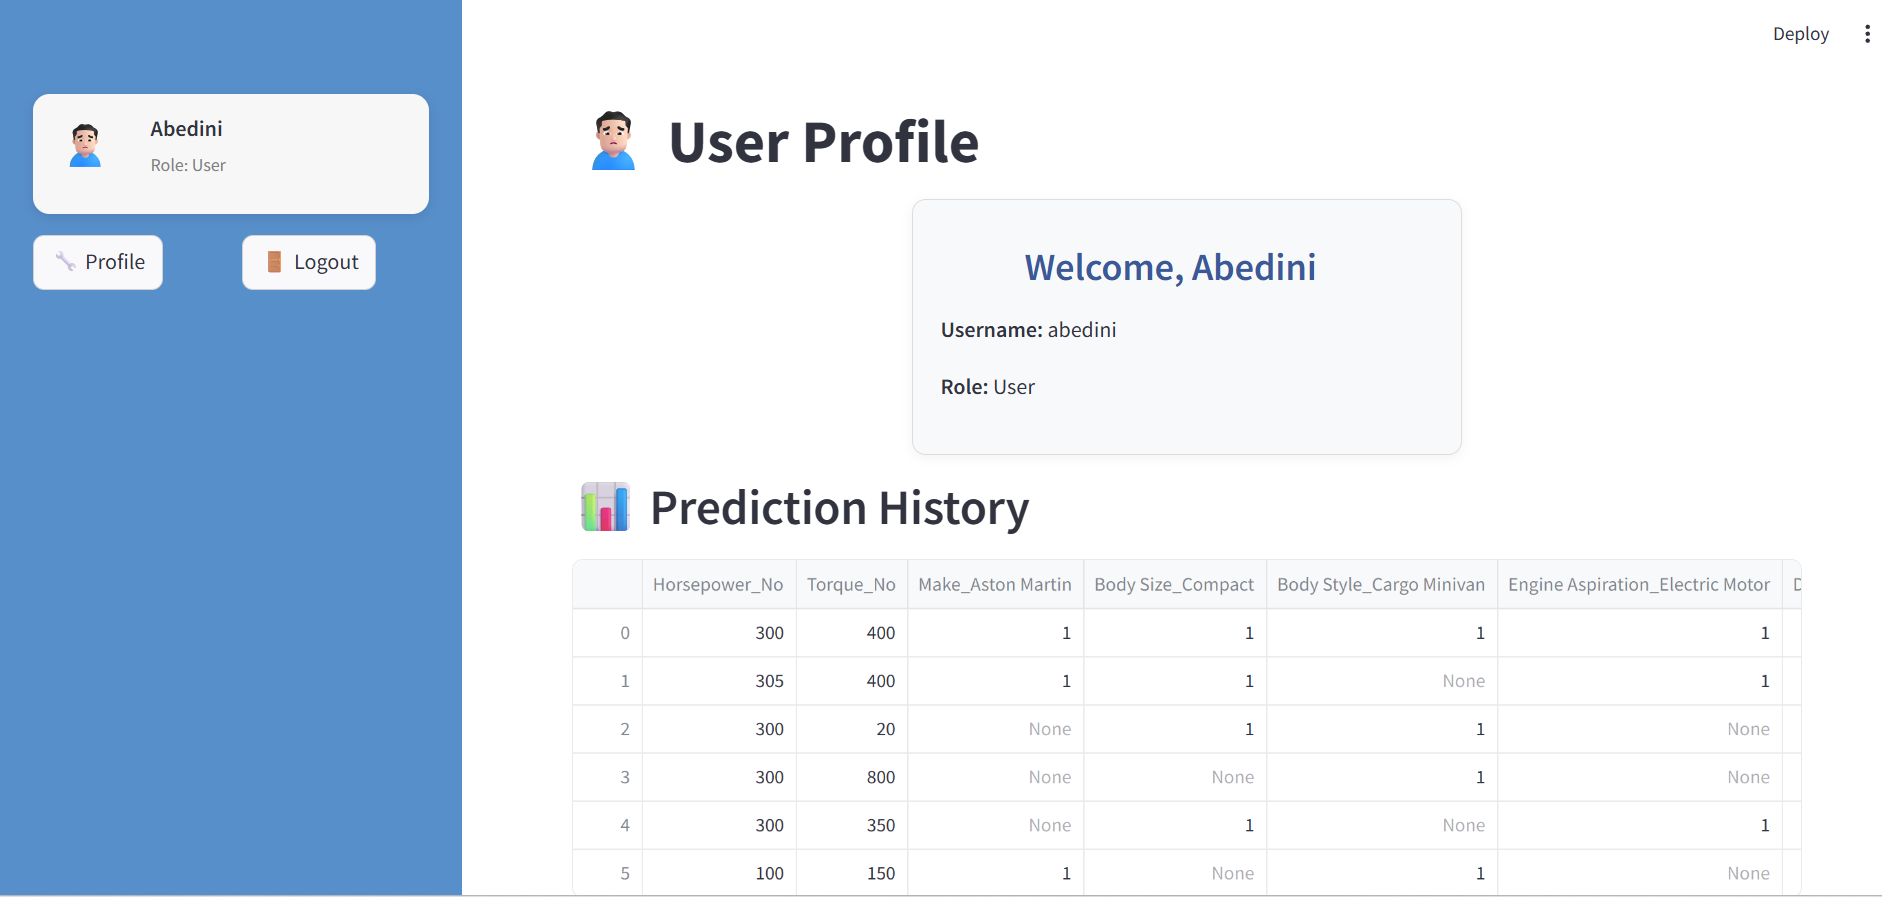 Deploy
Abedini
Role: User
Profile
Logout
User Profile
Welcome, Abedini
Username: abedini
Role: User
Prediction History
Horsepower_No Torque_No Make_Aston Martin Body Size_Compact Body Style_Cargo Minivan Engine Aspiration_Electric Motor
0 300 400 1 1 1 1
1 305 400 1 1 None 1
2 300 20 None 1 1 None
3 300 800 None None 1 None
4 300 350 None 1 None 1
5 100 150 1 None 1 None